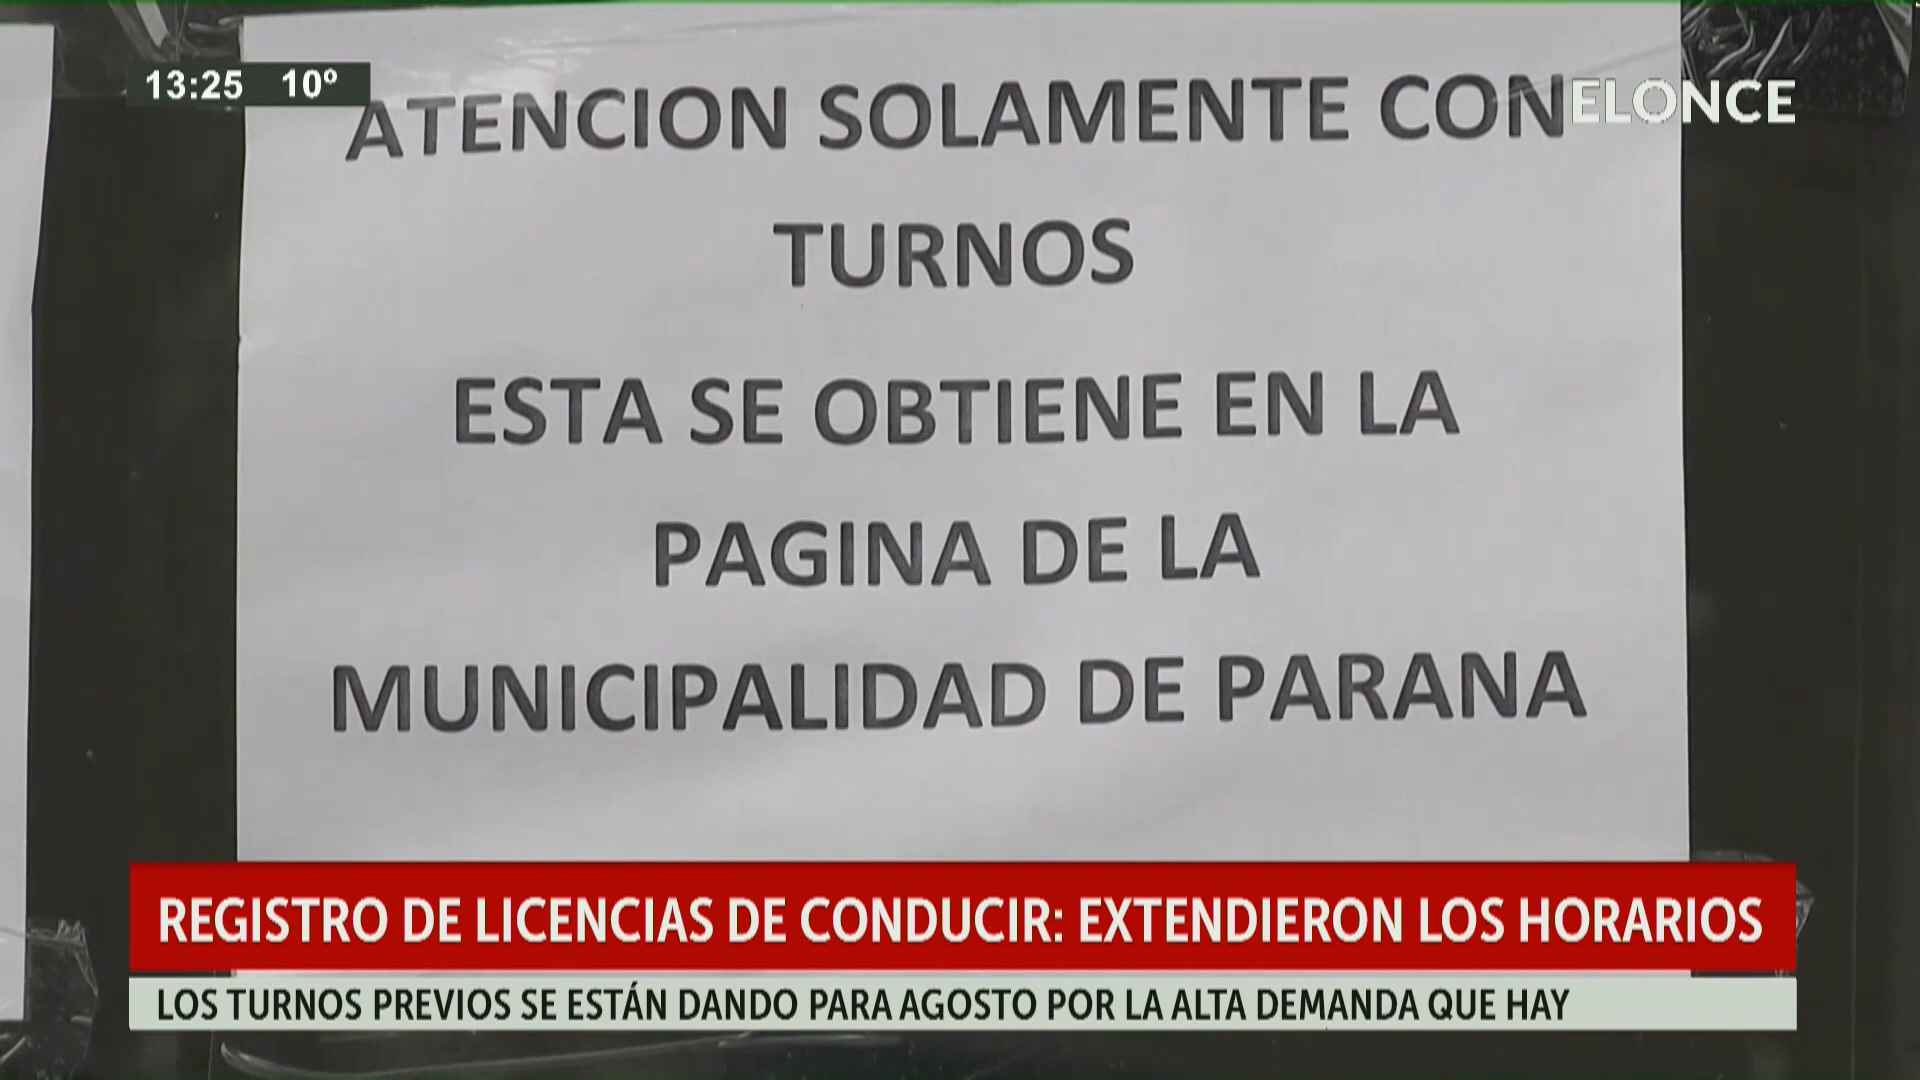 13:25 10º
ELONCE
ATENCION SOLAMENTE CON
TURNOS
ESTA SE OBTIENE EN LA
PAGINA DE LA
MUNICIPALIDAD DE PARANA
REGISTRO DE LICENCIAS DE CONDUCIR: EXTENDIERON LOS HORARIOS
LOS TURNOS PREVIOS SE ESTÁN DANDO PARA AGOSTO POR LA ALTA DEMANDA QUE HAY